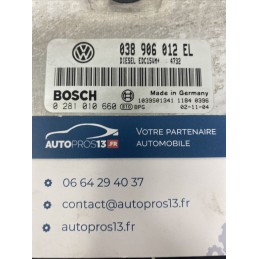 038 906 012 EL
DIESEL EDC15VM+ 4732
BOSCH
Made in Germany
1039S01341 1184 0396
0 281 010 660 GPG 02-11-04
AUTOPROS13.FR
VOTRE PARTENAIRE AUTOMOBILE
06 64 29 40 37
contact@autopros13.fr
autopros13.fr